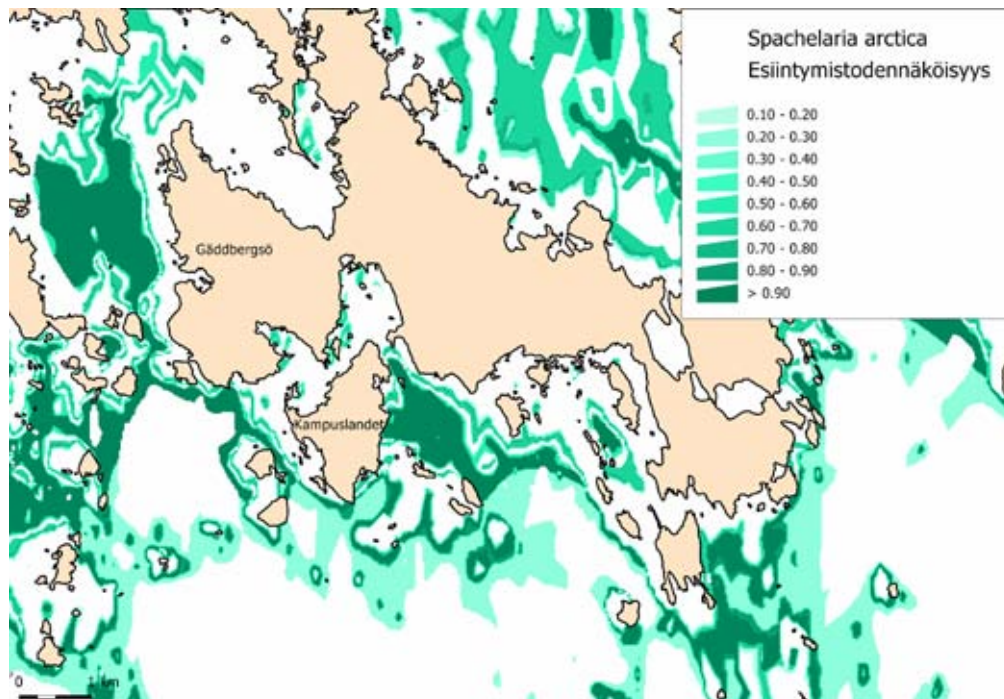 Spachelaria arctica
Esiintymistodennäköisyys
0.10 - 0.20
0.20 - 0.30
0.30 - 0.40
0.40 - 0.50
0.50 - 0.60
0.60 - 0.70
0.70 - 0.80
0.80 - 0.90
> 0.90
Gäddbergsö
Kampuslandet
0 1 km